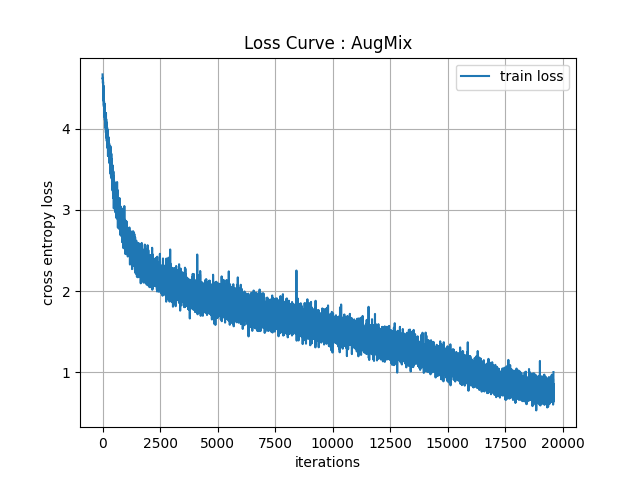 Loss Curve : AugMix
train loss
cross entropy loss
4
3
2
1
0 2500 5000 7500 10000 12500 15000 17500 20000
iterations